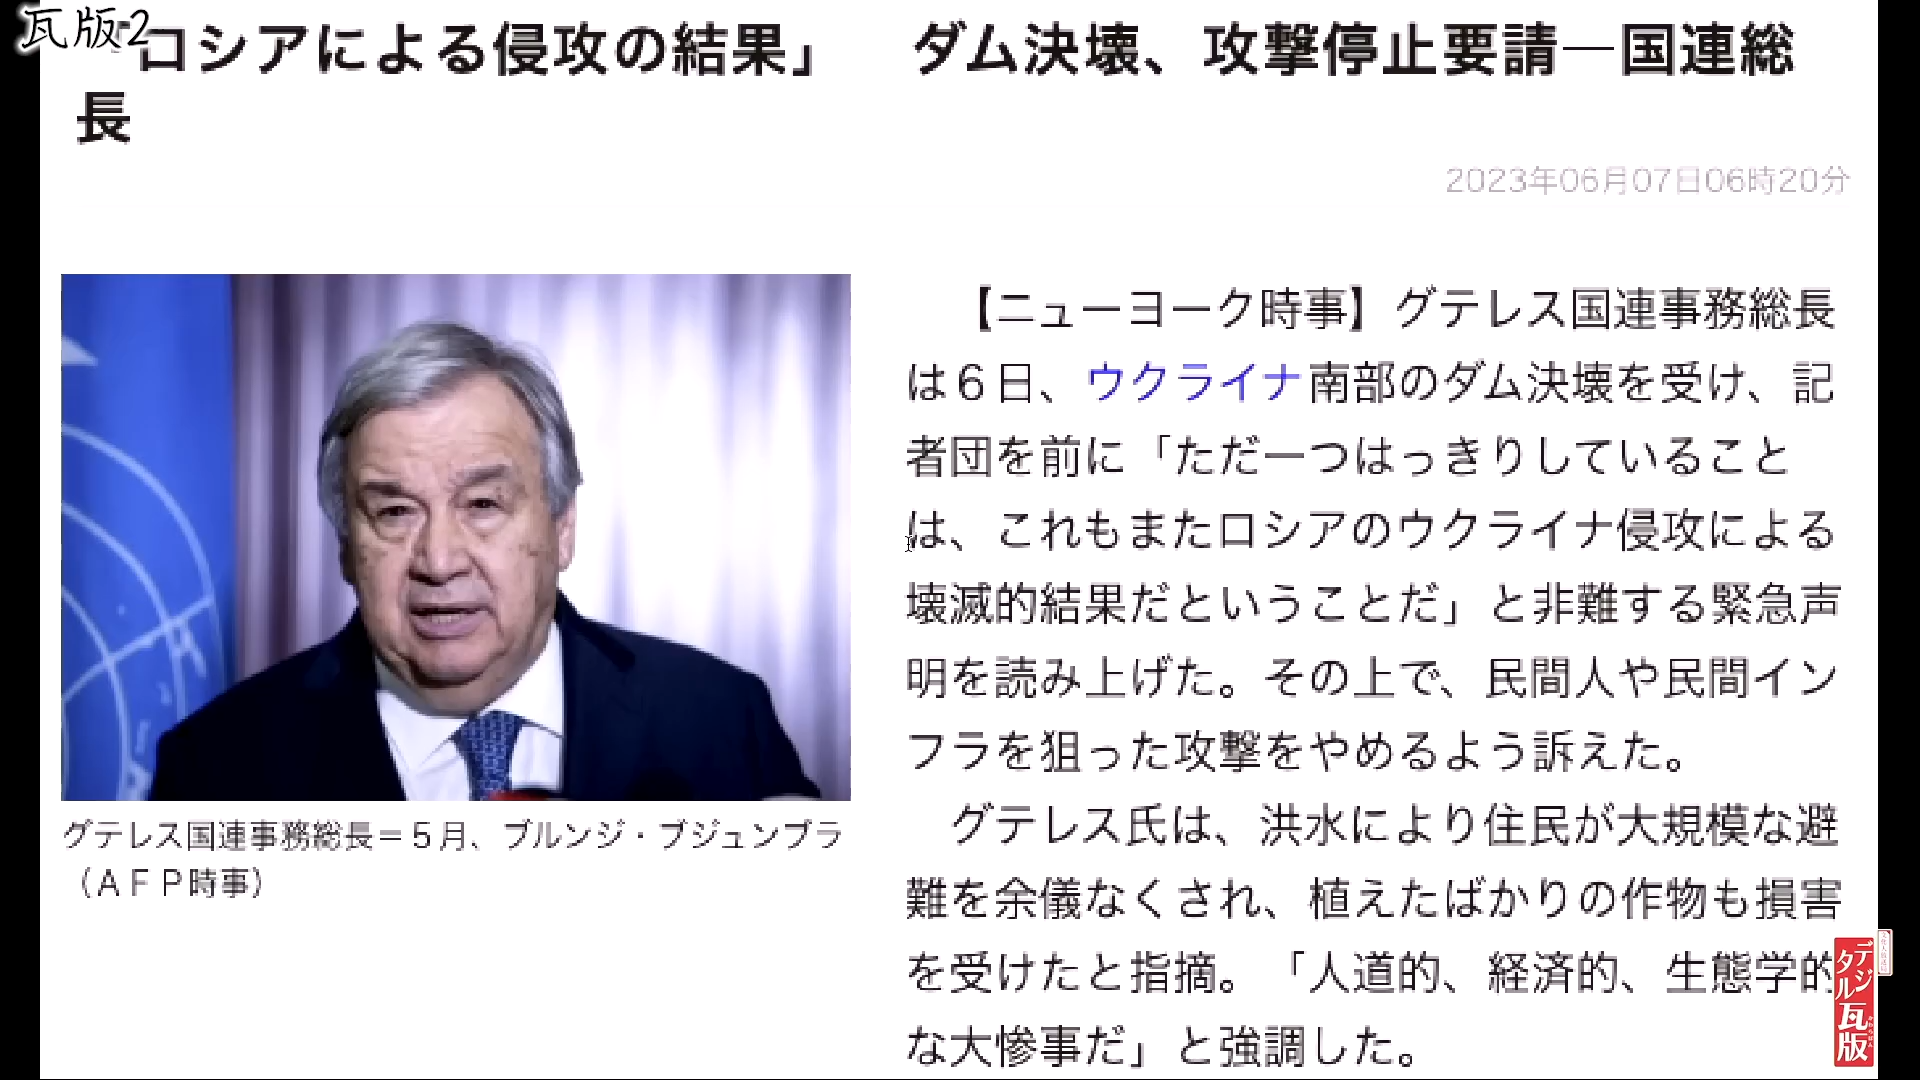 瓦版2
「ロシアによる侵攻の結果」　ダム決壊、攻撃停止要請―国連総
長
2023年06月07日06時20分
【ニューヨーク時事】グテレス国連事務総長
は６日、ウクライナ南部のダム決壊を受け、記
者団を前に「ただ一つはっきりしていること
は、これもまたロシアのウクライナ侵攻による
壊滅的結果だということだ」と非難する緊急声
明を読み上げた。その上で、民間人や民間イン
フラを狙った攻撃をやめるよう訴えた。
グテレス氏は、洪水により住民が大規模な避
難を余儀なくされ、植えたばかりの作物も損害
を受けたと指摘。「人道的、経済的、生態学的
な大惨事だ」と強調した。
グテレス国連事務総長＝５月、ブルンジ・ブジュンブラ
（ＡＦＰ時事）
デジ
タル
瓦版